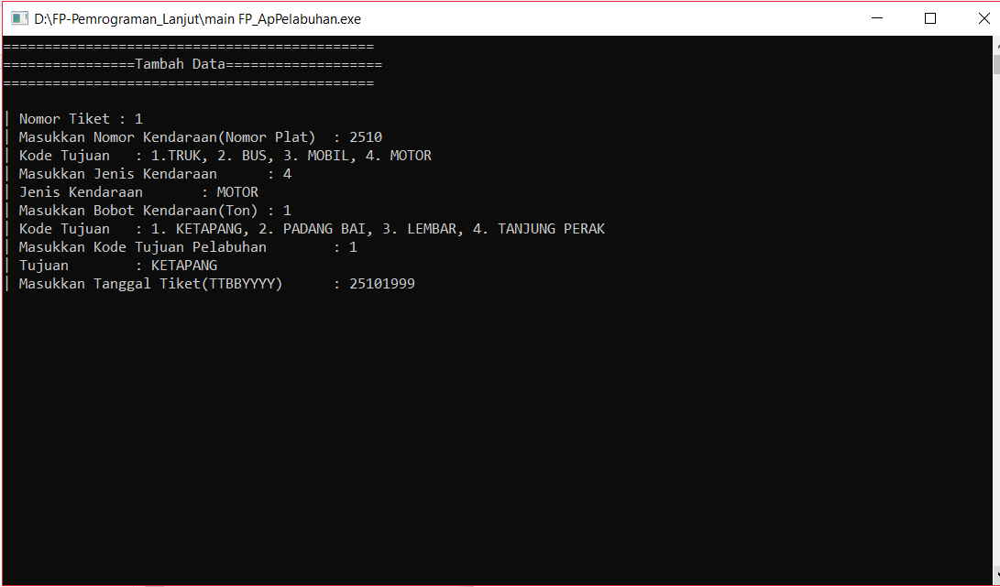 D:\FP-Pemrograman_Lanjut\main FP_ApPelabuhan.exe
=============================================
================Tambah Data===================
=============================================
| Nomor Tiket : 1
| Masukkan Nomor Kendaraan(Nomor Plat)  : 2510
| Kode Tujuan   : 1.TRUK, 2. BUS, 3. MOBIL, 4. MOTOR
| Masukkan Jenis Kendaraan      : 4
| Jenis Kendaraan       : MOTOR
| Masukkan Bobot Kendaraan(Ton) : 1
| Kode Tujuan   : 1. KETAPANG, 2. PADANG BAI, 3. LEMBAR, 4. TANJUNG PERAK
| Masukkan Kode Tujuan Pelabuhan        : 1
| Tujuan        : KETAPANG
| Masukkan Tanggal Tiket(TTBBYYYY)      : 25101999